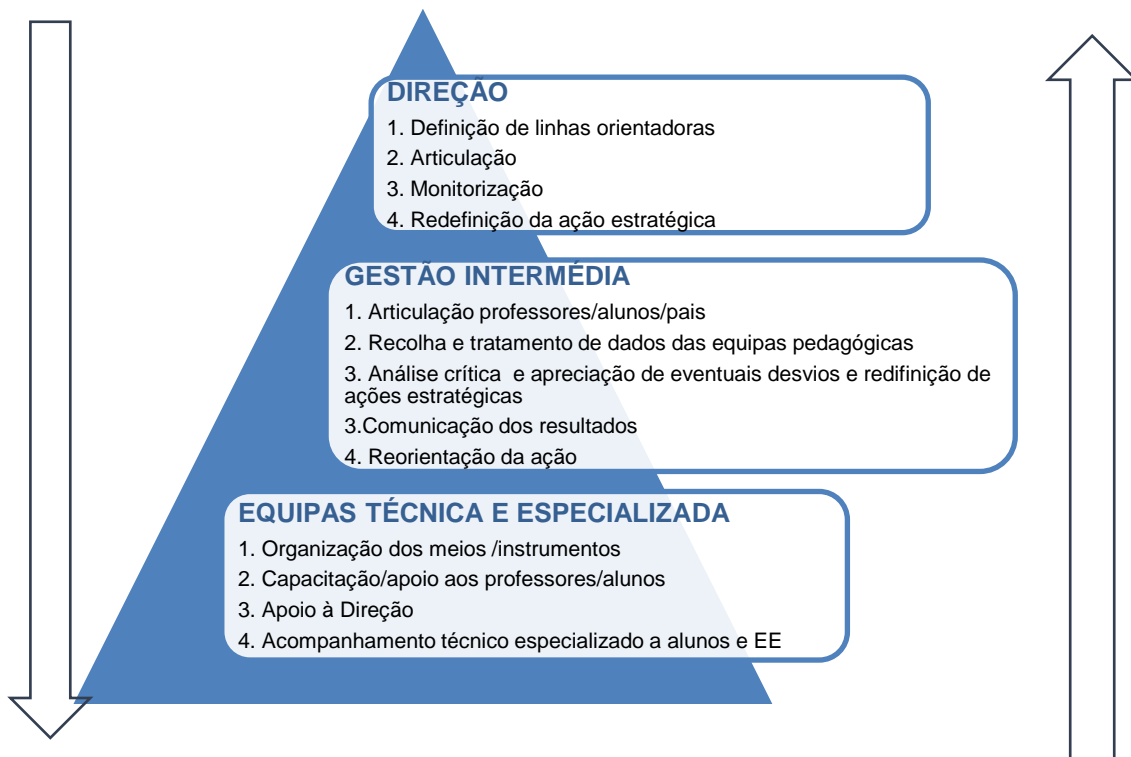 DIREÇÃO
1. Definição de linhas orientadoras
2. Articulação
3. Monitorização
4. Redefinição da ação estratégica
GESTÃO INTERMÉDIA
1. Articulação professores/alunos/pais
2. Recolha e tratamento de dados das equipas pedagógicas
3. Análise crítica  e apreciação de eventuais desvios e redifinição de
ações estratégicas
3.Comunicação dos resultados
4. Reorientação da ação
EQUIPAS TÉCNICA E ESPECIALIZADA
1. Organização dos meios /instrumentos
2. Capacitação/apoio aos professores/alunos
3. Apoio à Direção
4. Acompanhamento técnico especializado a alunos e EE